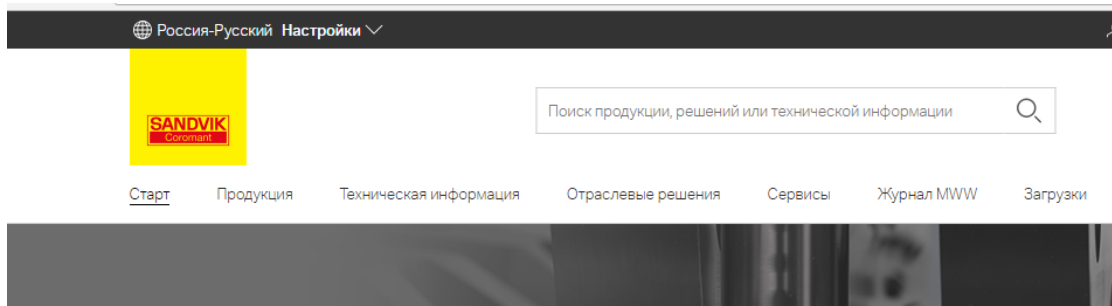 Россия-Русский Настройки
SANDVIK
Coromant
Поиск продукции, решений или технической информации
Старт Продукция Техническая информация Отраслевые решения Сервисы Журнал MWW Загрузки